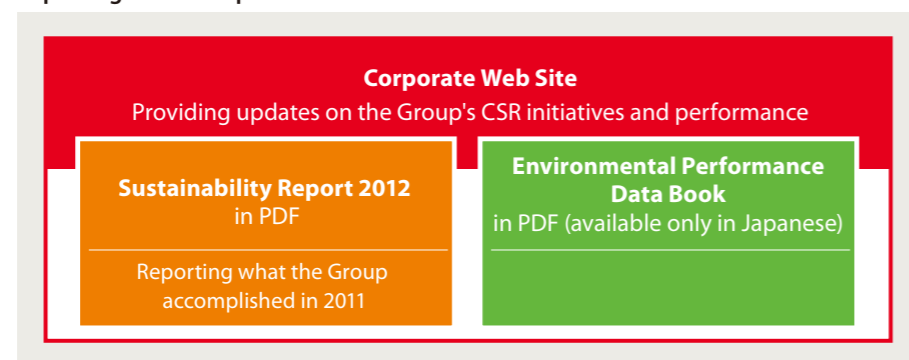 Corporate Web Site
Providing updates on the Group's CSR initiatives and performance
Sustainability Report 2012
in PDF
Reporting what the Group
accomplished in 2011
Environmental Performance
Data Book
in PDF (available only in Japanese)